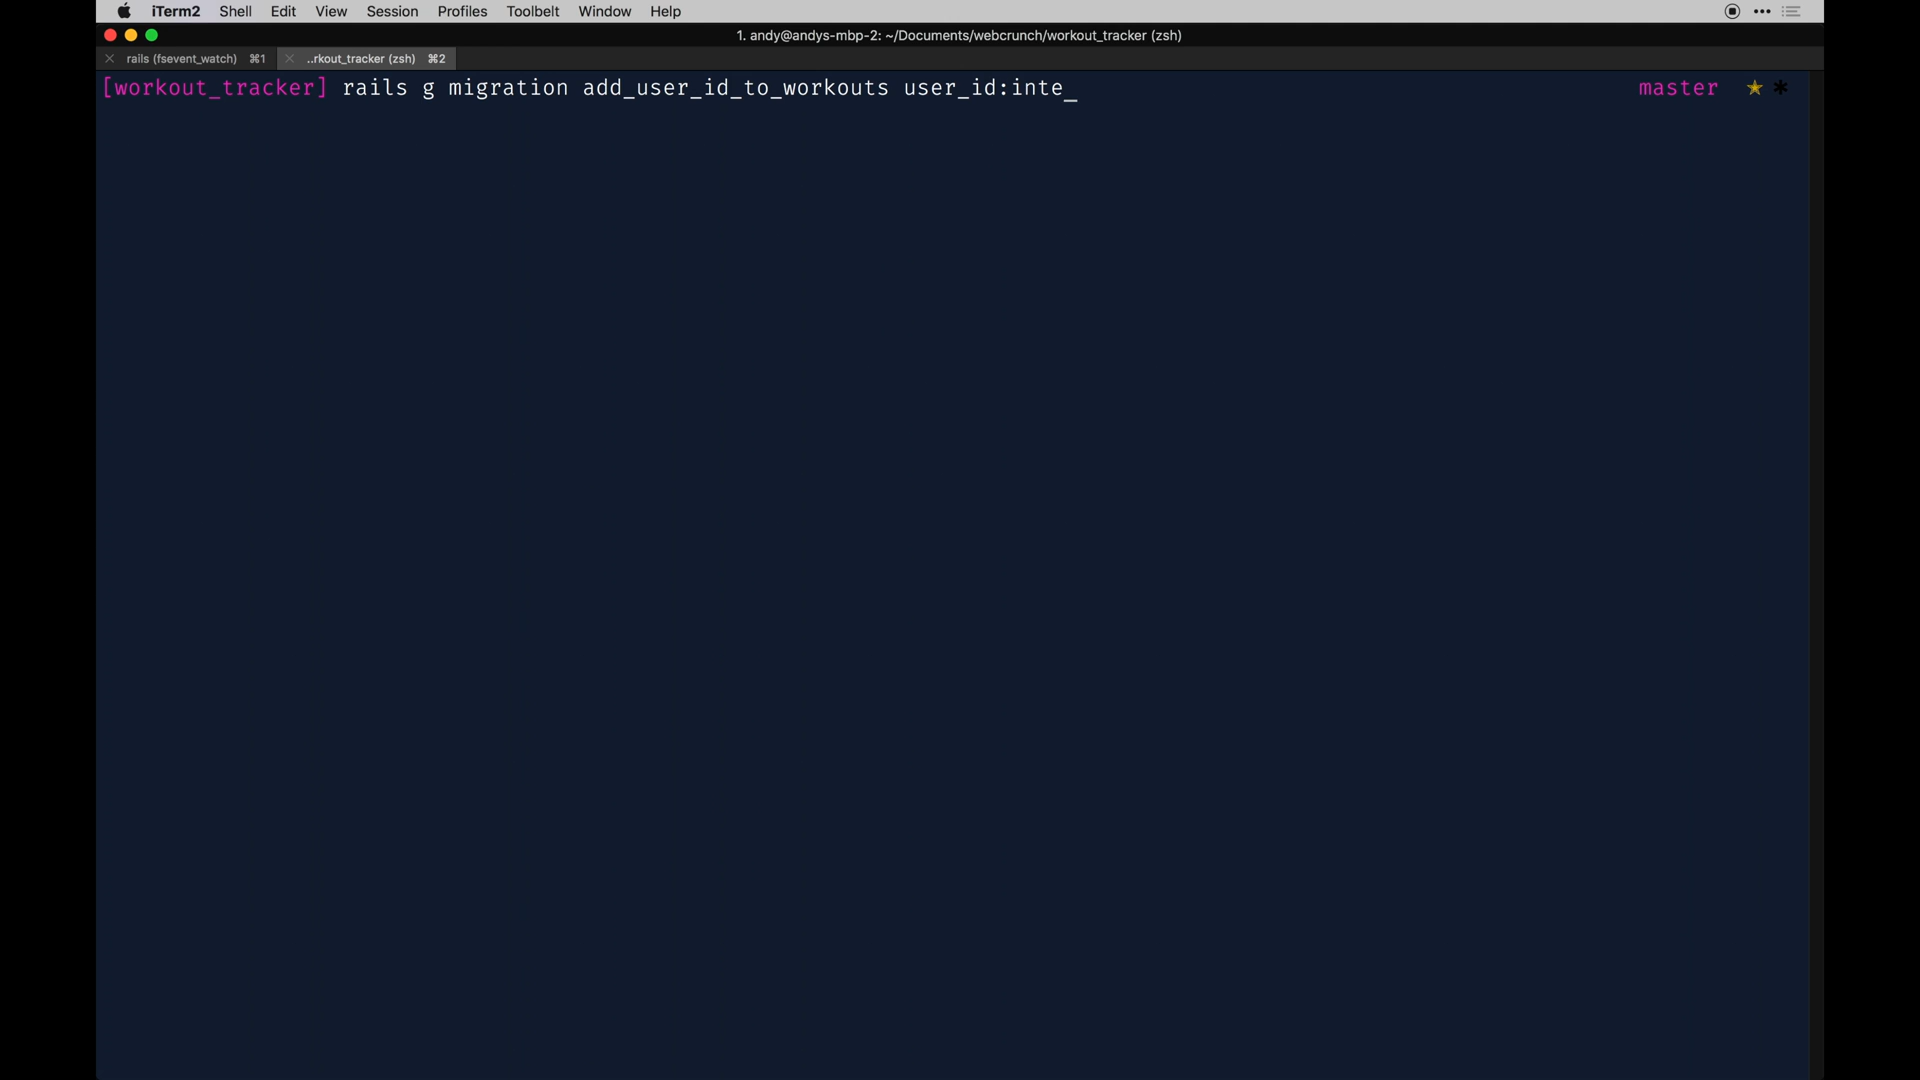 iTerm2 Shell Edit View Session Profiles Toolbelt Window Help
1. andy@andys-mbp-2: ~/Documents/webcrunch/workout_tracker (zsh)
rails (fsevent_watch) ⌘1 ..rkout_tracker (zsh) ⌘2
[workout_tracker] rails g migration add_user_id_to_workouts user_id:inte_ master ★ *